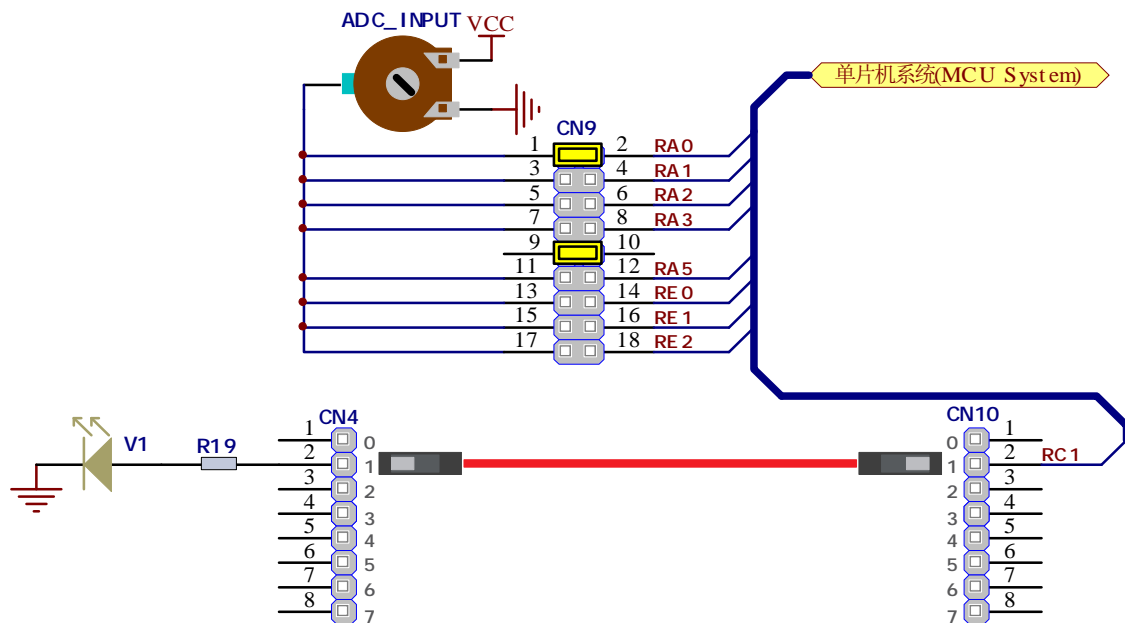 ADC_INPUT
VCC
单片机系统(MCU System)
CN9
1 2 RA0
3 4 RA1
5 6 RA2
7 8 RA3
9 10
11 12 RA5
13 14 RE0
15 16 RE1
17 18 RE2
CN4
CN10
V1
R19
1 0
2 1
3 2
4 3
5 4
6 5
7 6
8 7
0 1
1 2 RC1
2 3
3 4
4 5
5 6
6 7
7 8